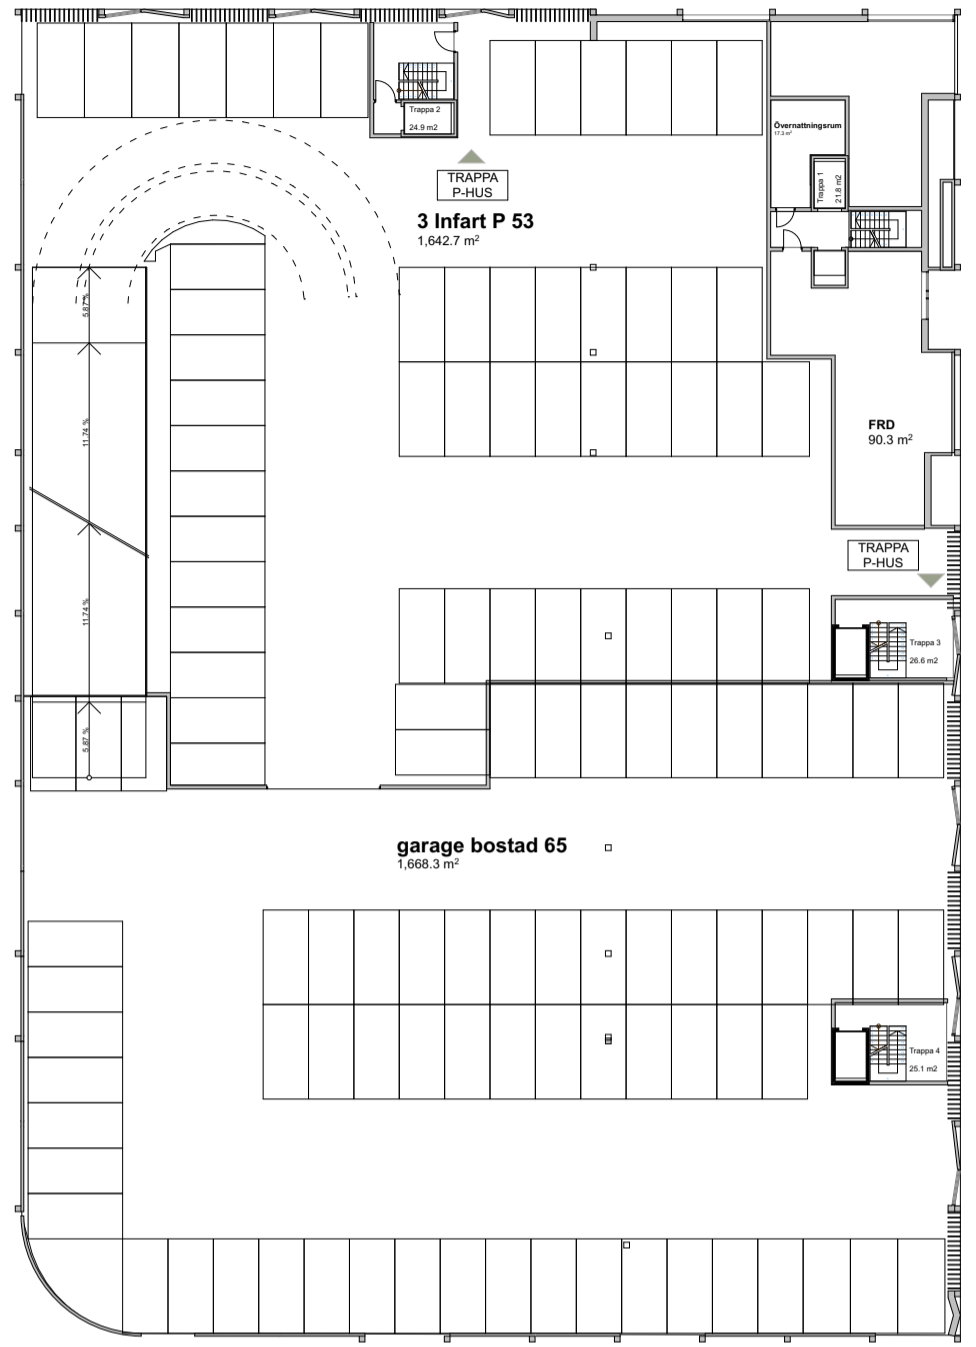 Trappa 2
24.9 m2
Övernattningsrum
17.3 m²
Trappa 1
21.8 m2
TRAPPA
P-HUS
3 Infart P 53
1,642.7 m²
5.87 %
11.74 %
FRD
90.3 m²
TRAPPA
P-HUS
11.74 %
Trappa 3
26.6 m2
5.87 %
garage bostad 65
1,668.3 m²
Trappa 4
25.1 m2